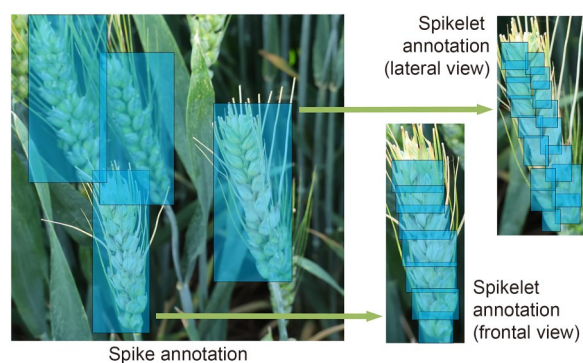 Spikelet
annotation
(lateral view)
Spikelet
annotation
(frontal view)
Spike annotation